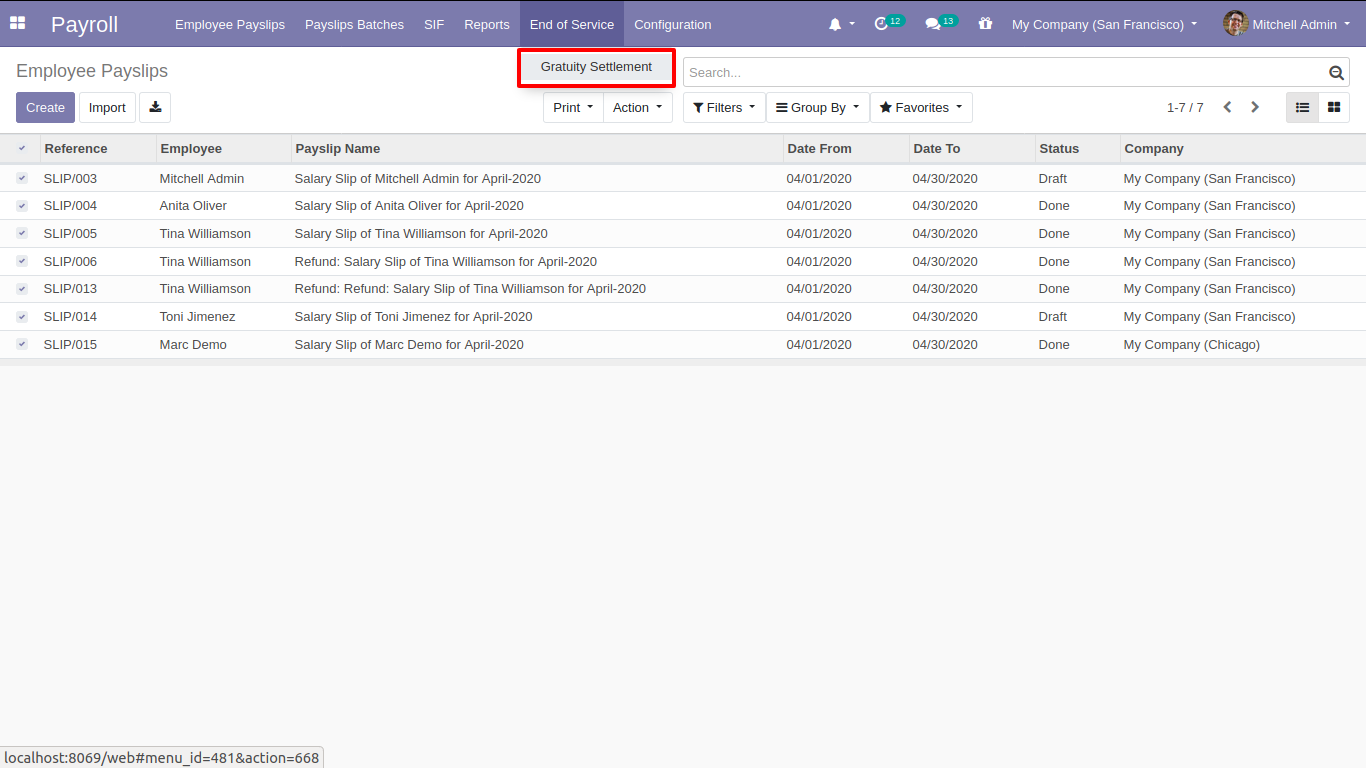 Payroll Employee Payslips Payslips Batches SIF Reports End of Service Configuration 12 13 My Company (San Francisco) Mitchell Admin
Employee Payslips Gratuity Settlement Search...
Create Import Print Action Filters Group By Favorites 1-7 / 7
Reference Employee Payslip Name Date From Date To Status Company
SLIP/003 Mitchell Admin Salary Slip of Mitchell Admin for April-2020 04/01/2020 04/30/2020 Draft My Company (San Francisco)
SLIP/004 Anita Oliver Salary Slip of Anita Oliver for April-2020 04/01/2020 04/30/2020 Done My Company (San Francisco)
SLIP/005 Tina Williamson Salary Slip of Tina Williamson for April-2020 04/01/2020 04/30/2020 Done My Company (San Francisco)
SLIP/006 Tina Williamson Refund: Salary Slip of Tina Williamson for April-2020 04/01/2020 04/30/2020 Done My Company (San Francisco)
SLIP/013 Tina Williamson Refund: Refund: Salary Slip of Tina Williamson for April-2020 04/01/2020 04/30/2020 Done My Company (San Francisco)
SLIP/014 Toni Jimenez Salary Slip of Toni Jimenez for April-2020 04/01/2020 04/30/2020 Draft My Company (San Francisco)
SLIP/015 Marc Demo Salary Slip of Marc Demo for April-2020 04/01/2020 04/30/2020 Done My Company (Chicago)
localhost:8069/web#menu_id=481&action=668